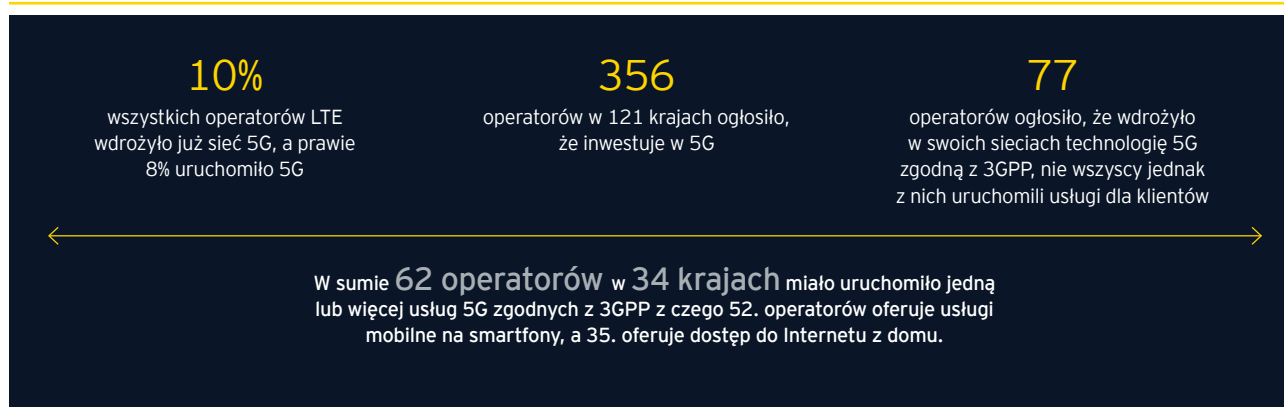 10%
wszystkich operatorów LTE
wdrożyło już sieć 5G, a prawie
8% uruchomiło 5G
356
operatorów w 121 krajach ogłosiło,
że inwestuje w 5G
77
operatorów ogłosiło, że wdrożyło
w swoich sieciach technologię 5G
zgodną z 3GPP, nie wszyscy jednak
z nich uruchomili usługi dla klientów
W sumie 62 operatorów w 34 krajach miało uruchomiło jedną
lub więcej usług 5G zgodnych z 3GPP z czego 52. operatorów oferuje usługi
mobilne na smartfony, a 35. oferuje dostęp do Internetu z domu.